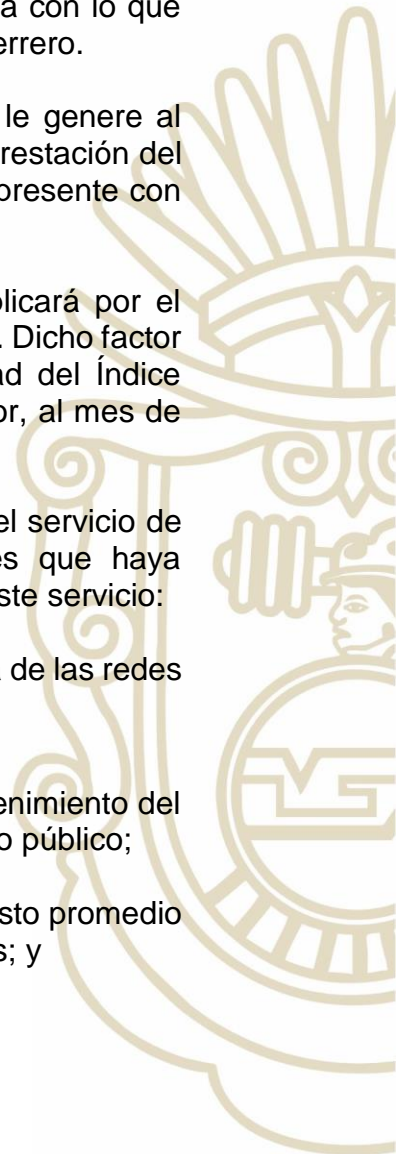 a con lo que
errero.
le genere al
restación del
presente con
licará por el
. Dicho factor
ad del Índice
or, al mes de
el servicio de
es que haya
ste servicio:
a de las redes
enimiento del
o público;
sto promedio
s; y